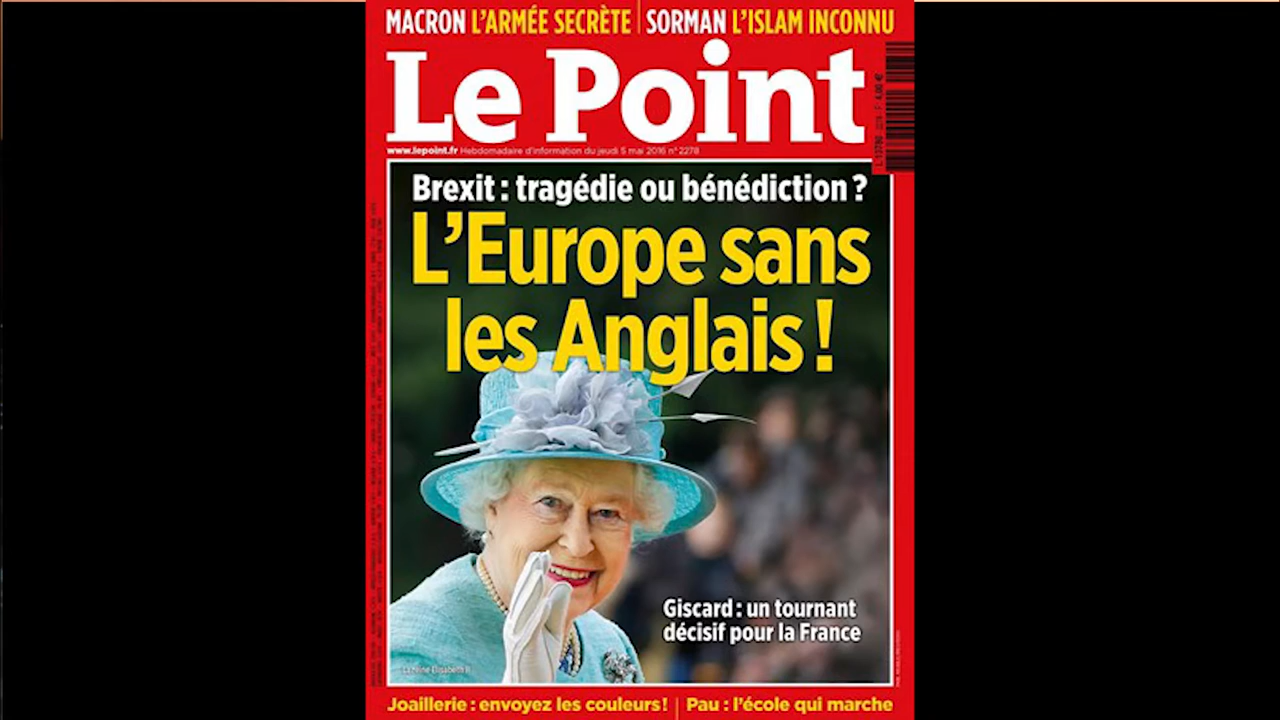 MACRON L'ARMÉE SECRÈTE SORMAN L'ISLAM INCONNU
Le Point
www.lepoint.fr Hebdomadaire d'information du jeudi 5 mai 2016 n° 2278
Brexit : tragédie ou bénédiction ?
L'Europe sans
les Anglais !
Giscard : un tournant
décisif pour la France
La reine Elisabeth II
Joaillerie : envoyez les couleurs ! Pau : l'école qui marche